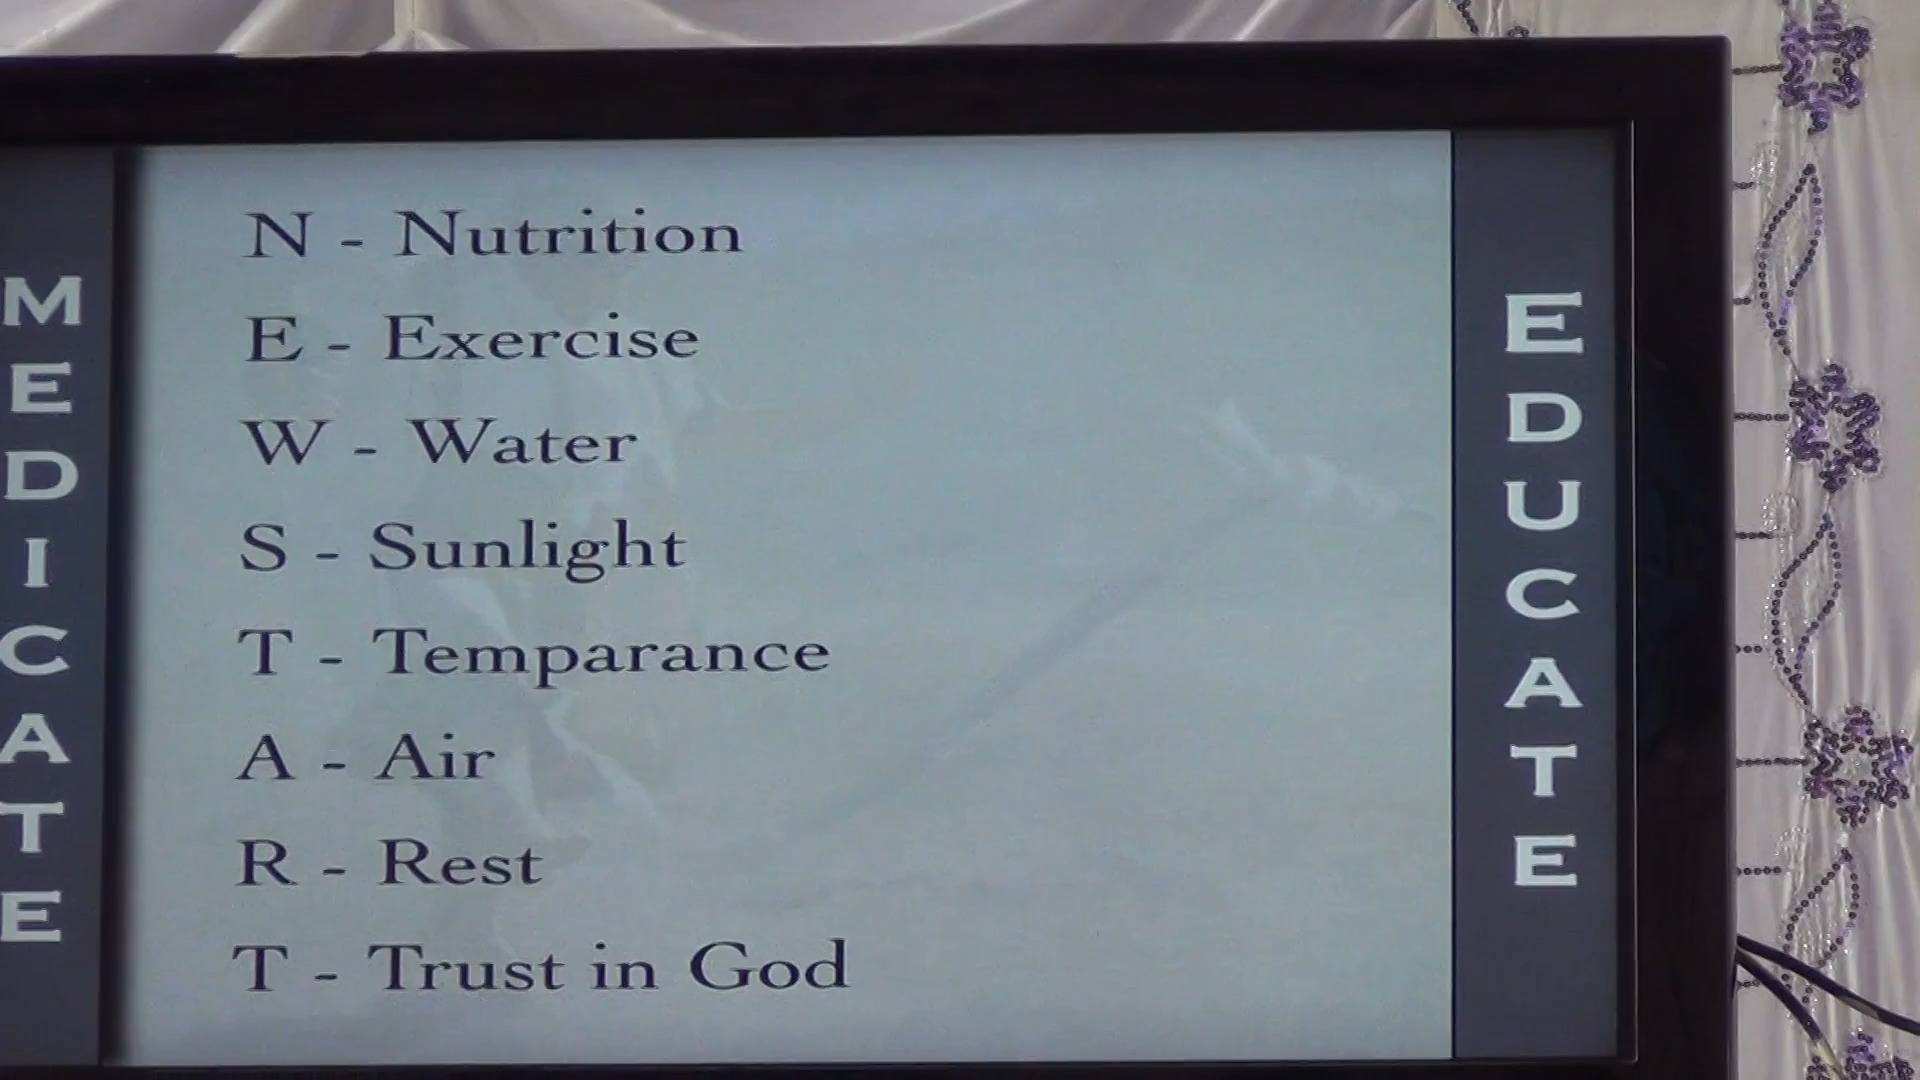 MEDICATE
N - Nutrition
E - Exercise
W - Water
S - Sunlight
T - Temparance
A - Air
R - Rest
T - Trust in God
EDUCATE